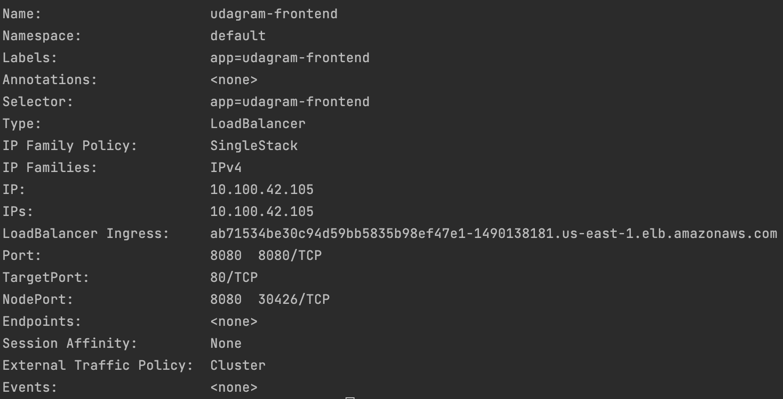 Name: udagram-frontend
Namespace: default
Labels: app=udagram-frontend
Annotations: <none>
Selector: app=udagram-frontend
Type: LoadBalancer
IP Family Policy: SingleStack
IP Families: IPv4
IP: 10.100.42.105
IPs: 10.100.42.105
LoadBalancer Ingress: ab71534be30c94d59bb5835b98ef47e1-1490138181.us-east-1.elb.amazonaws.com
Port: 8080 8080/TCP
TargetPort: 80/TCP
NodePort: 8080 30426/TCP
Endpoints: <none>
Session Affinity: None
External Traffic Policy: Cluster
Events: <none>